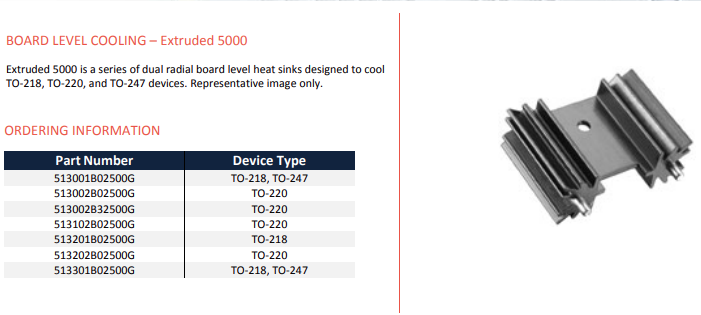 BOARD LEVEL COOLING – Extruded 5000
Extruded 5000 is a series of dual radial board level heat sinks designed to cool
TO-218, TO-220, and TO-247 devices. Representative image only.
ORDERING INFORMATION
Part Number Device Type
513001B02500G TO-218, TO-247
513002B02500G TO-220
513002B32500G TO-220
513102B02500G TO-220
513201B02500G TO-218
513202B02500G TO-220
513301B02500G TO-218, TO-247